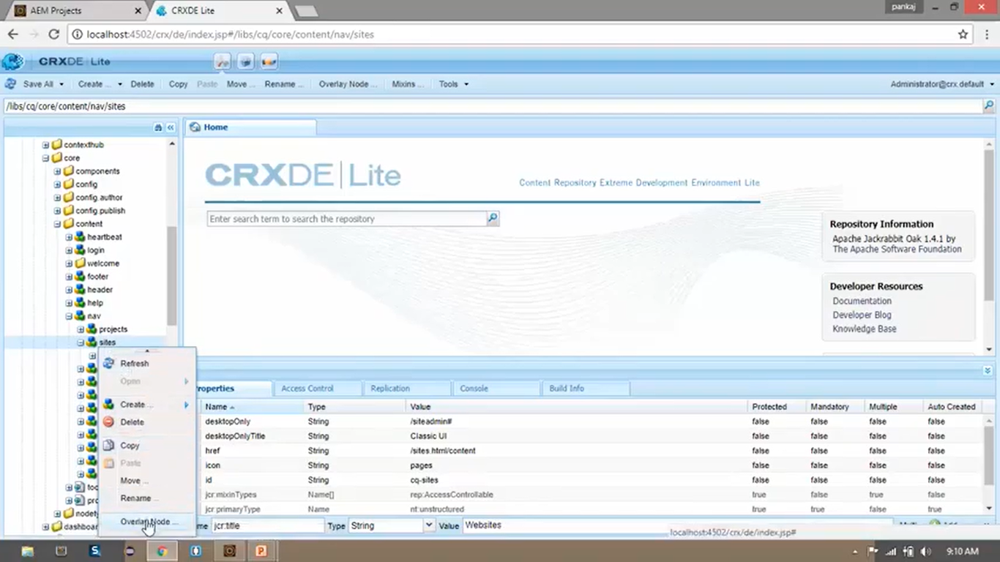 AEM Projects
CRXDE Lite
pankaj
localhost:4502/crx/de/index.jsp#/libs/cq/core/content/nav/sites
CRXDE | Lite
Save All Create ... Delete Copy Paste Move ... Rename ... Overlay Node ... Mixins ... Tools Administrator@crx.default
/libs/cq/core/content/nav/sites
Home
contexthub
core
components
config
config.author
config.publish
content
heartbeat
login
welcome
footer
header
help
nav
projects
sites
CRXDE | Lite
Content Repository Extreme Development Environment Lite
Enter search term to search the repository
Repository Information
Apache Jackrabbit Oak 1.4.1 by
The Apache Software Foundation
Developer Resources
Documentation
Developer Blog
Knowledge Base
Refresh
Open
Create ...
Delete
Copy
Paste
Move ...
Rename ...
Overlay Node ...
Properties Access Control Replication Console Build Info
Name Type Value Protected Mandatory Multiple Auto Created
desktopOnly String /siteadmin# false false false false
desktopOnlyTitle String Classic UI false false false false
href String /sites.html/content false false false false
icon String pages false false false false
id String cq-sites false false false false
jcr:mixinTypes Name[] rep:AccessControllable true false true false
jcr:primaryType Name nt:unstructured true true false true
jcr:title Type String Value Websites
localhost:4502/crx/de/index.jsp#
9:10 AM